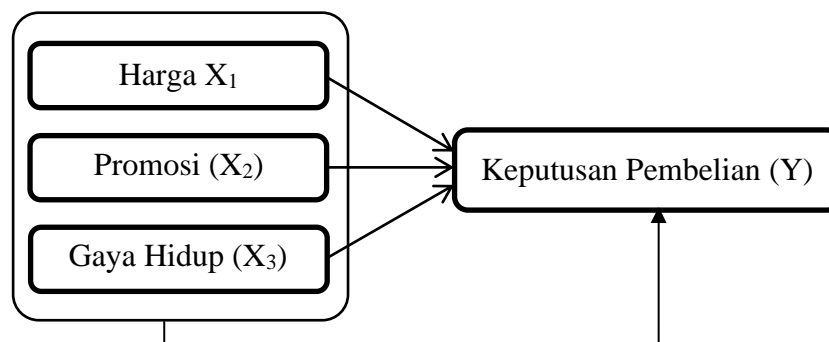 Harga X₁
Promosi (X₂)
Keputusan Pembelian (Y)
Gaya Hidup (X₃)